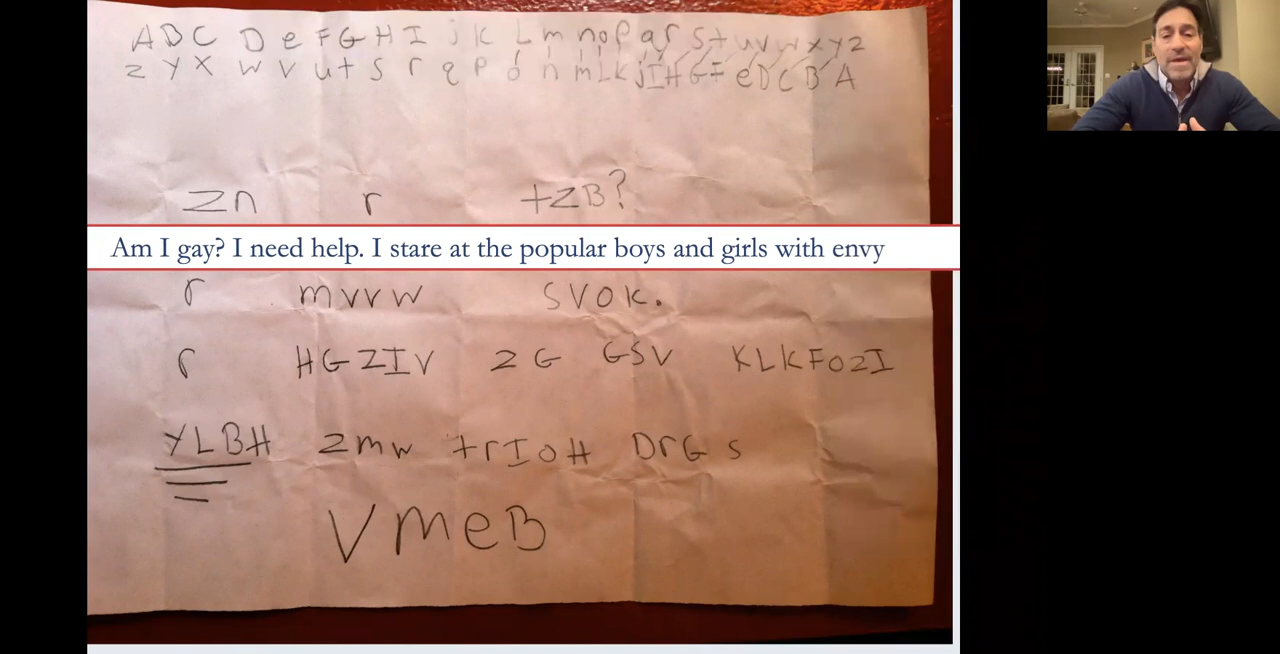 A B C D e F G H I j K L m n o P q r S t u v w x y z
z y x w v u t s r q p o n m L k j I H G F e D C B A
zn r tzB?
Am I gay? I need help. I stare at the popular boys and girls with envy
r mvvw svok.
r HGZIV ZG GSV KLKFOZI
YLBH zmw trIOH DrGs
VmeB